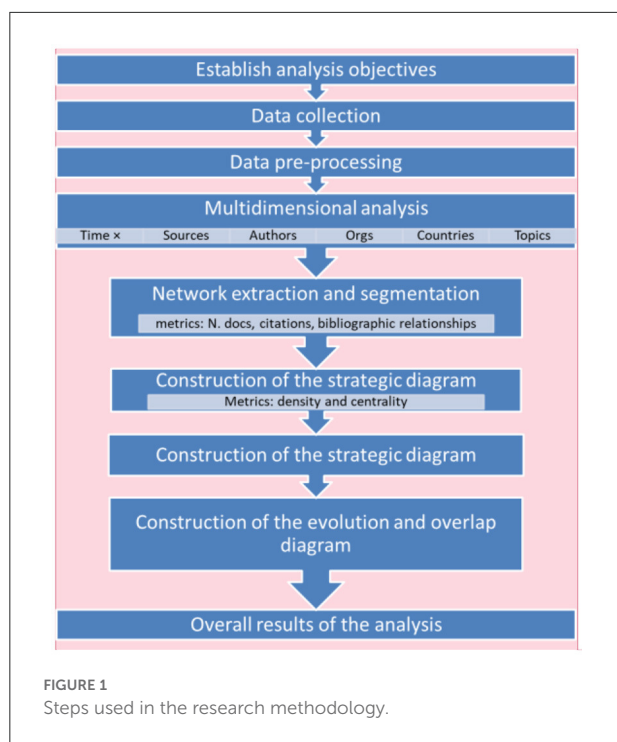 Establish analysis objectives
Data collection
Data pre-processing
Multidimensional analysis
Time × Sources Authors Orgs Countries Topics
Network extraction and segmentation
metrics: N. docs, citations, bibliographic relationships
Construction of the strategic diagram
Metrics: density and centrality
Construction of the strategic diagram
Construction of the evolution and overlap
diagram
Overall results of the analysis
FIGURE 1
Steps used in the research methodology.